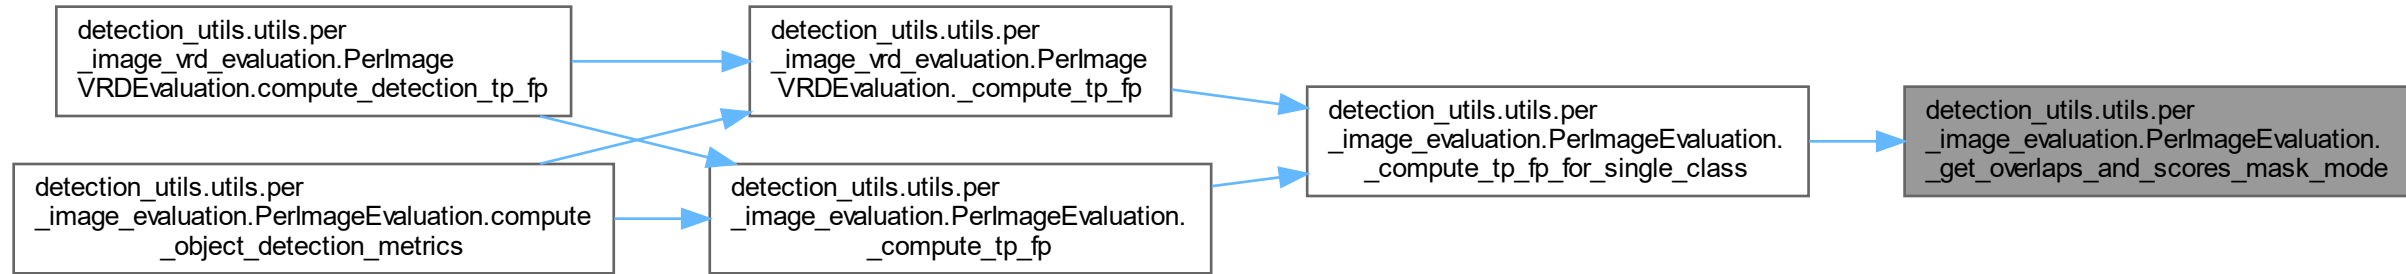 detection_utils.utils.per
_image_vrd_evaluation.PerImage
VRDEvaluation.compute_detection_tp_fp
detection_utils.utils.per
_image_evaluation.PerImageEvaluation.compute
_object_detection_metrics
detection_utils.utils.per
_image_vrd_evaluation.PerImage
VRDEvaluation._compute_tp_fp
detection_utils.utils.per
_image_evaluation.PerImageEvaluation.
_compute_tp_fp
detection_utils.utils.per
_image_evaluation.PerImageEvaluation.
_compute_tp_fp_for_single_class
detection_utils.utils.per
_image_evaluation.PerImageEvaluation.
_get_overlaps_and_scores_mask_mode